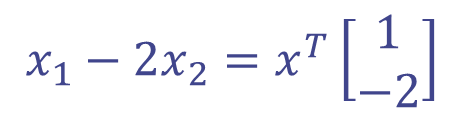 x₁ − 2x₂ = xᵀ [1 −2]